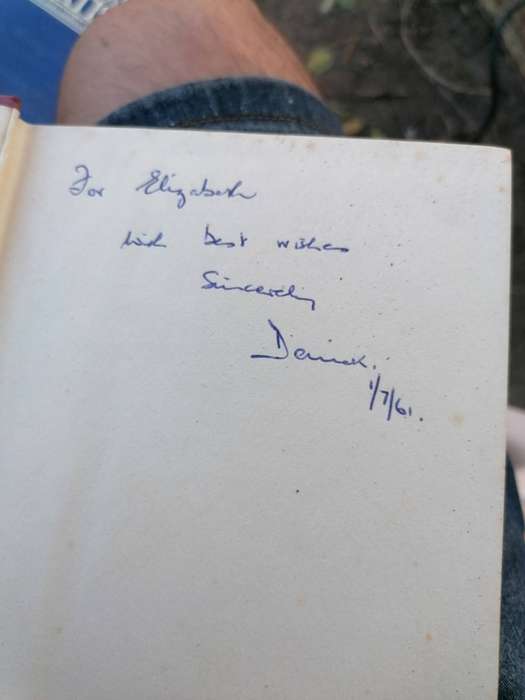 For Elizabeth
with best wishes
Sincerely
Derrick.
1/7/61.